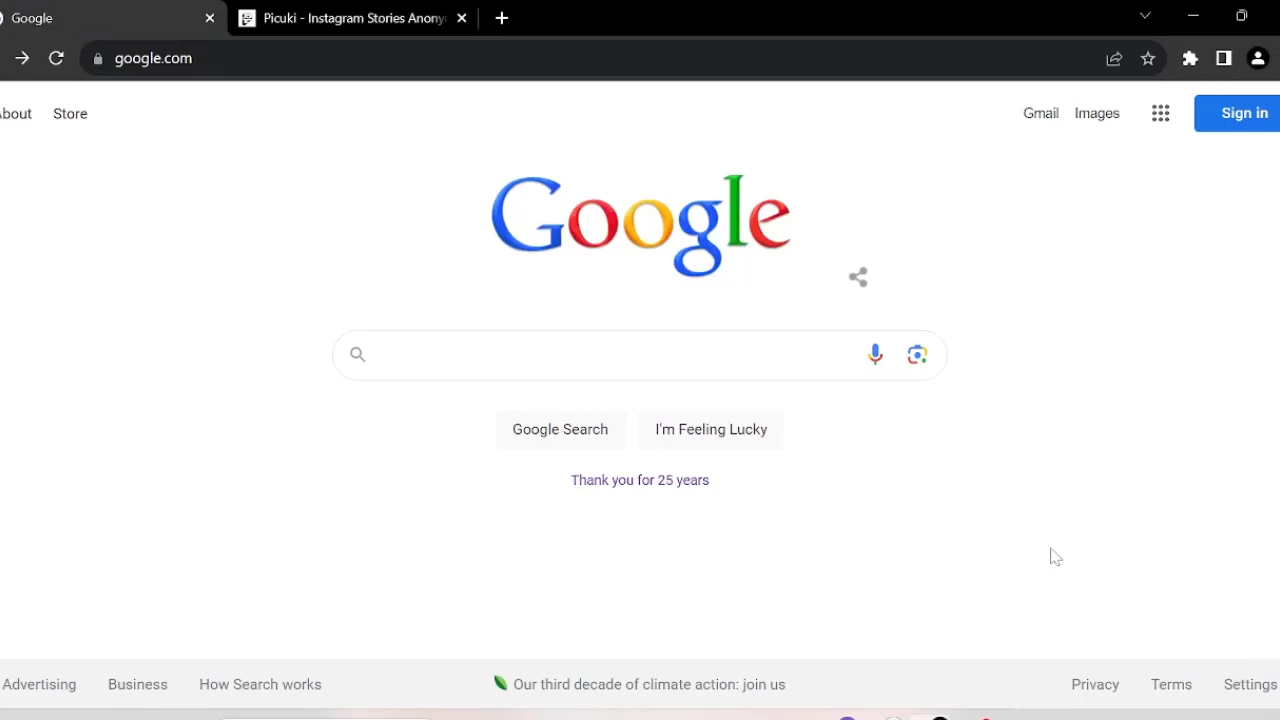 Google Picuki - Instagram Stories Anony
google.com
About Store Gmail Images Sign in
Google
Google Search I'm Feeling Lucky
Thank you for 25 years
Advertising Business How Search works Our third decade of climate action: join us Privacy Terms Settings